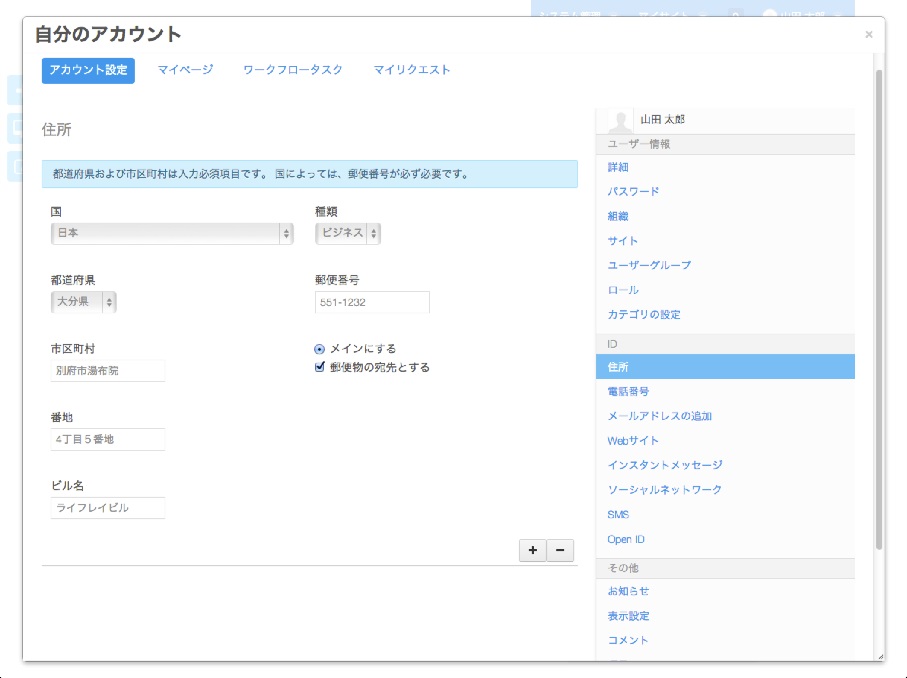 自分のアカウント
×
アカウント設定 マイページ ワークフロータスク マイリクエスト
住所
都道府県および市区町村は入力必須項目です。 国によっては、郵便番号が必ず必要です。
国 種類
日本 ビジネス
都道府県 郵便番号
大分県 551-1232
市区町村 メインにする
別府市湯布院 郵便物の宛先とする
番地
4丁目５番地
ビル名
ライフレイビル
+ −
山田 太郎
ユーザー情報
詳細
パスワード
組織
サイト
ユーザーグループ
ロール
カテゴリの設定
ID
住所
電話番号
メールアドレスの追加
Webサイト
インスタントメッセージ
ソーシャルネットワーク
SMS
Open ID
その他
お知らせ
表示設定
コメント